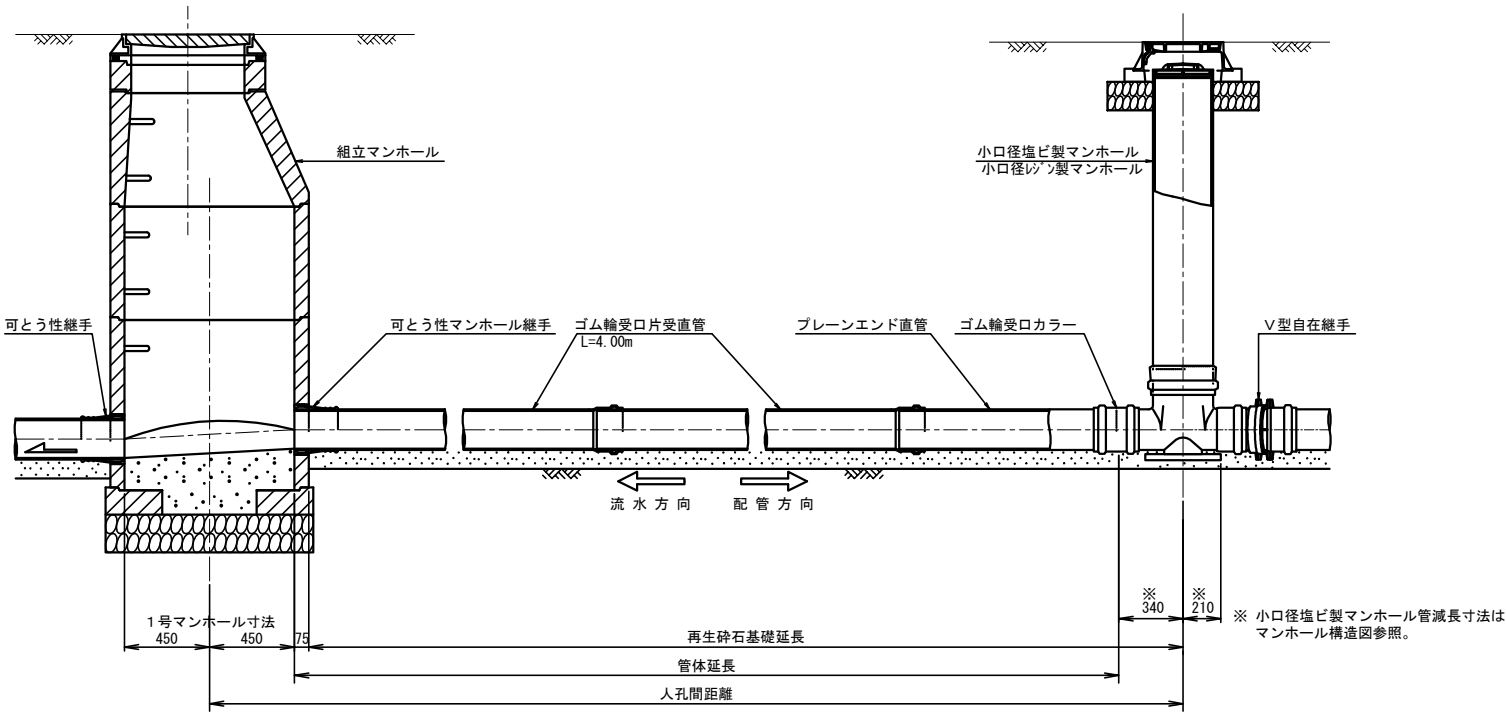 組立マンホール
小口径塩ビ製マンホール
小口径ﾚｼﾞﾝ製マンホール
可とう性継手
可とう性マンホール継手
ゴム輪受口片受直管
L=4.00m
プレーンエンド直管
ゴム輪受口カラー
V型自在継手
流水方向
配管方向
1号マンホール寸法
450
450
75
再生砕石基礎延長
※
340
※
210
※ 小口径塩ビ製マンホール管減長寸法は
マンホール構造図参照。
管体延長
人孔間距離